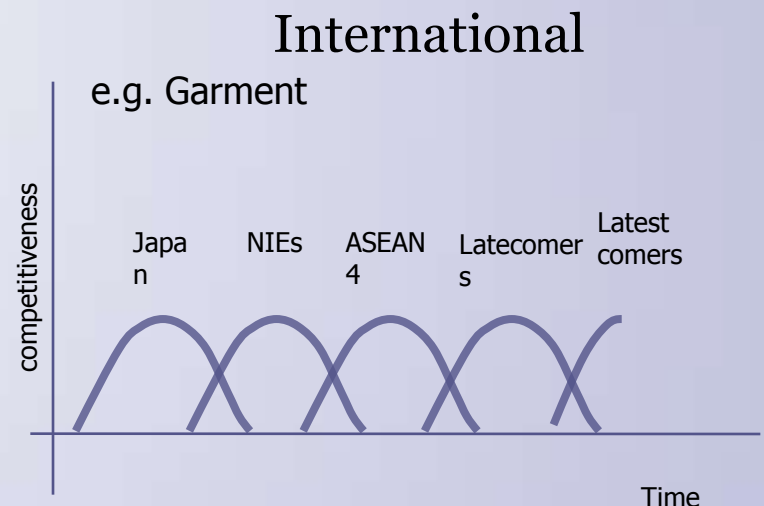 International
e.g. Garment
competitiveness
Japa
n
NIEs
ASEAN
4
Latecomer
s
Latest
comers
Time